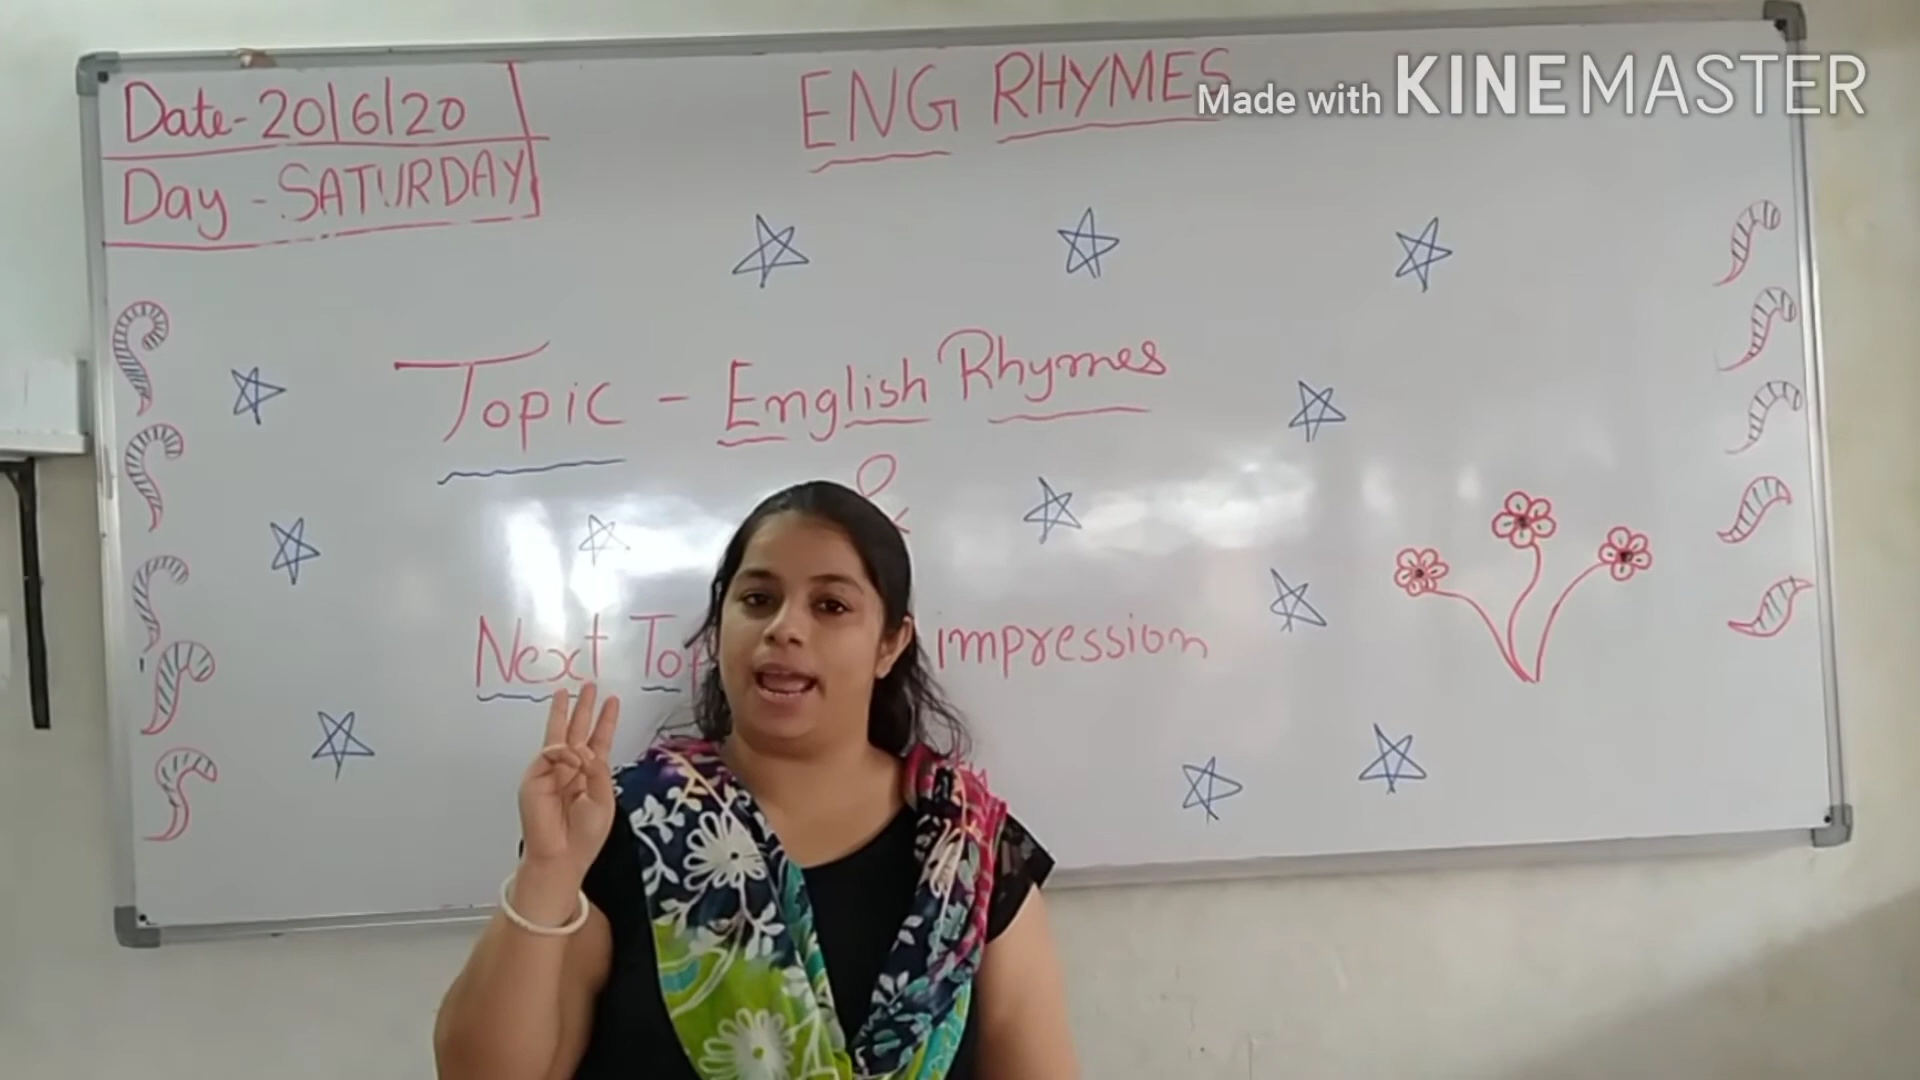 Date-20/6/20
Day - SATURDAY
ENG RHYMES
Made with KINEMASTER
Topic - English Rhymes
&
Next impression